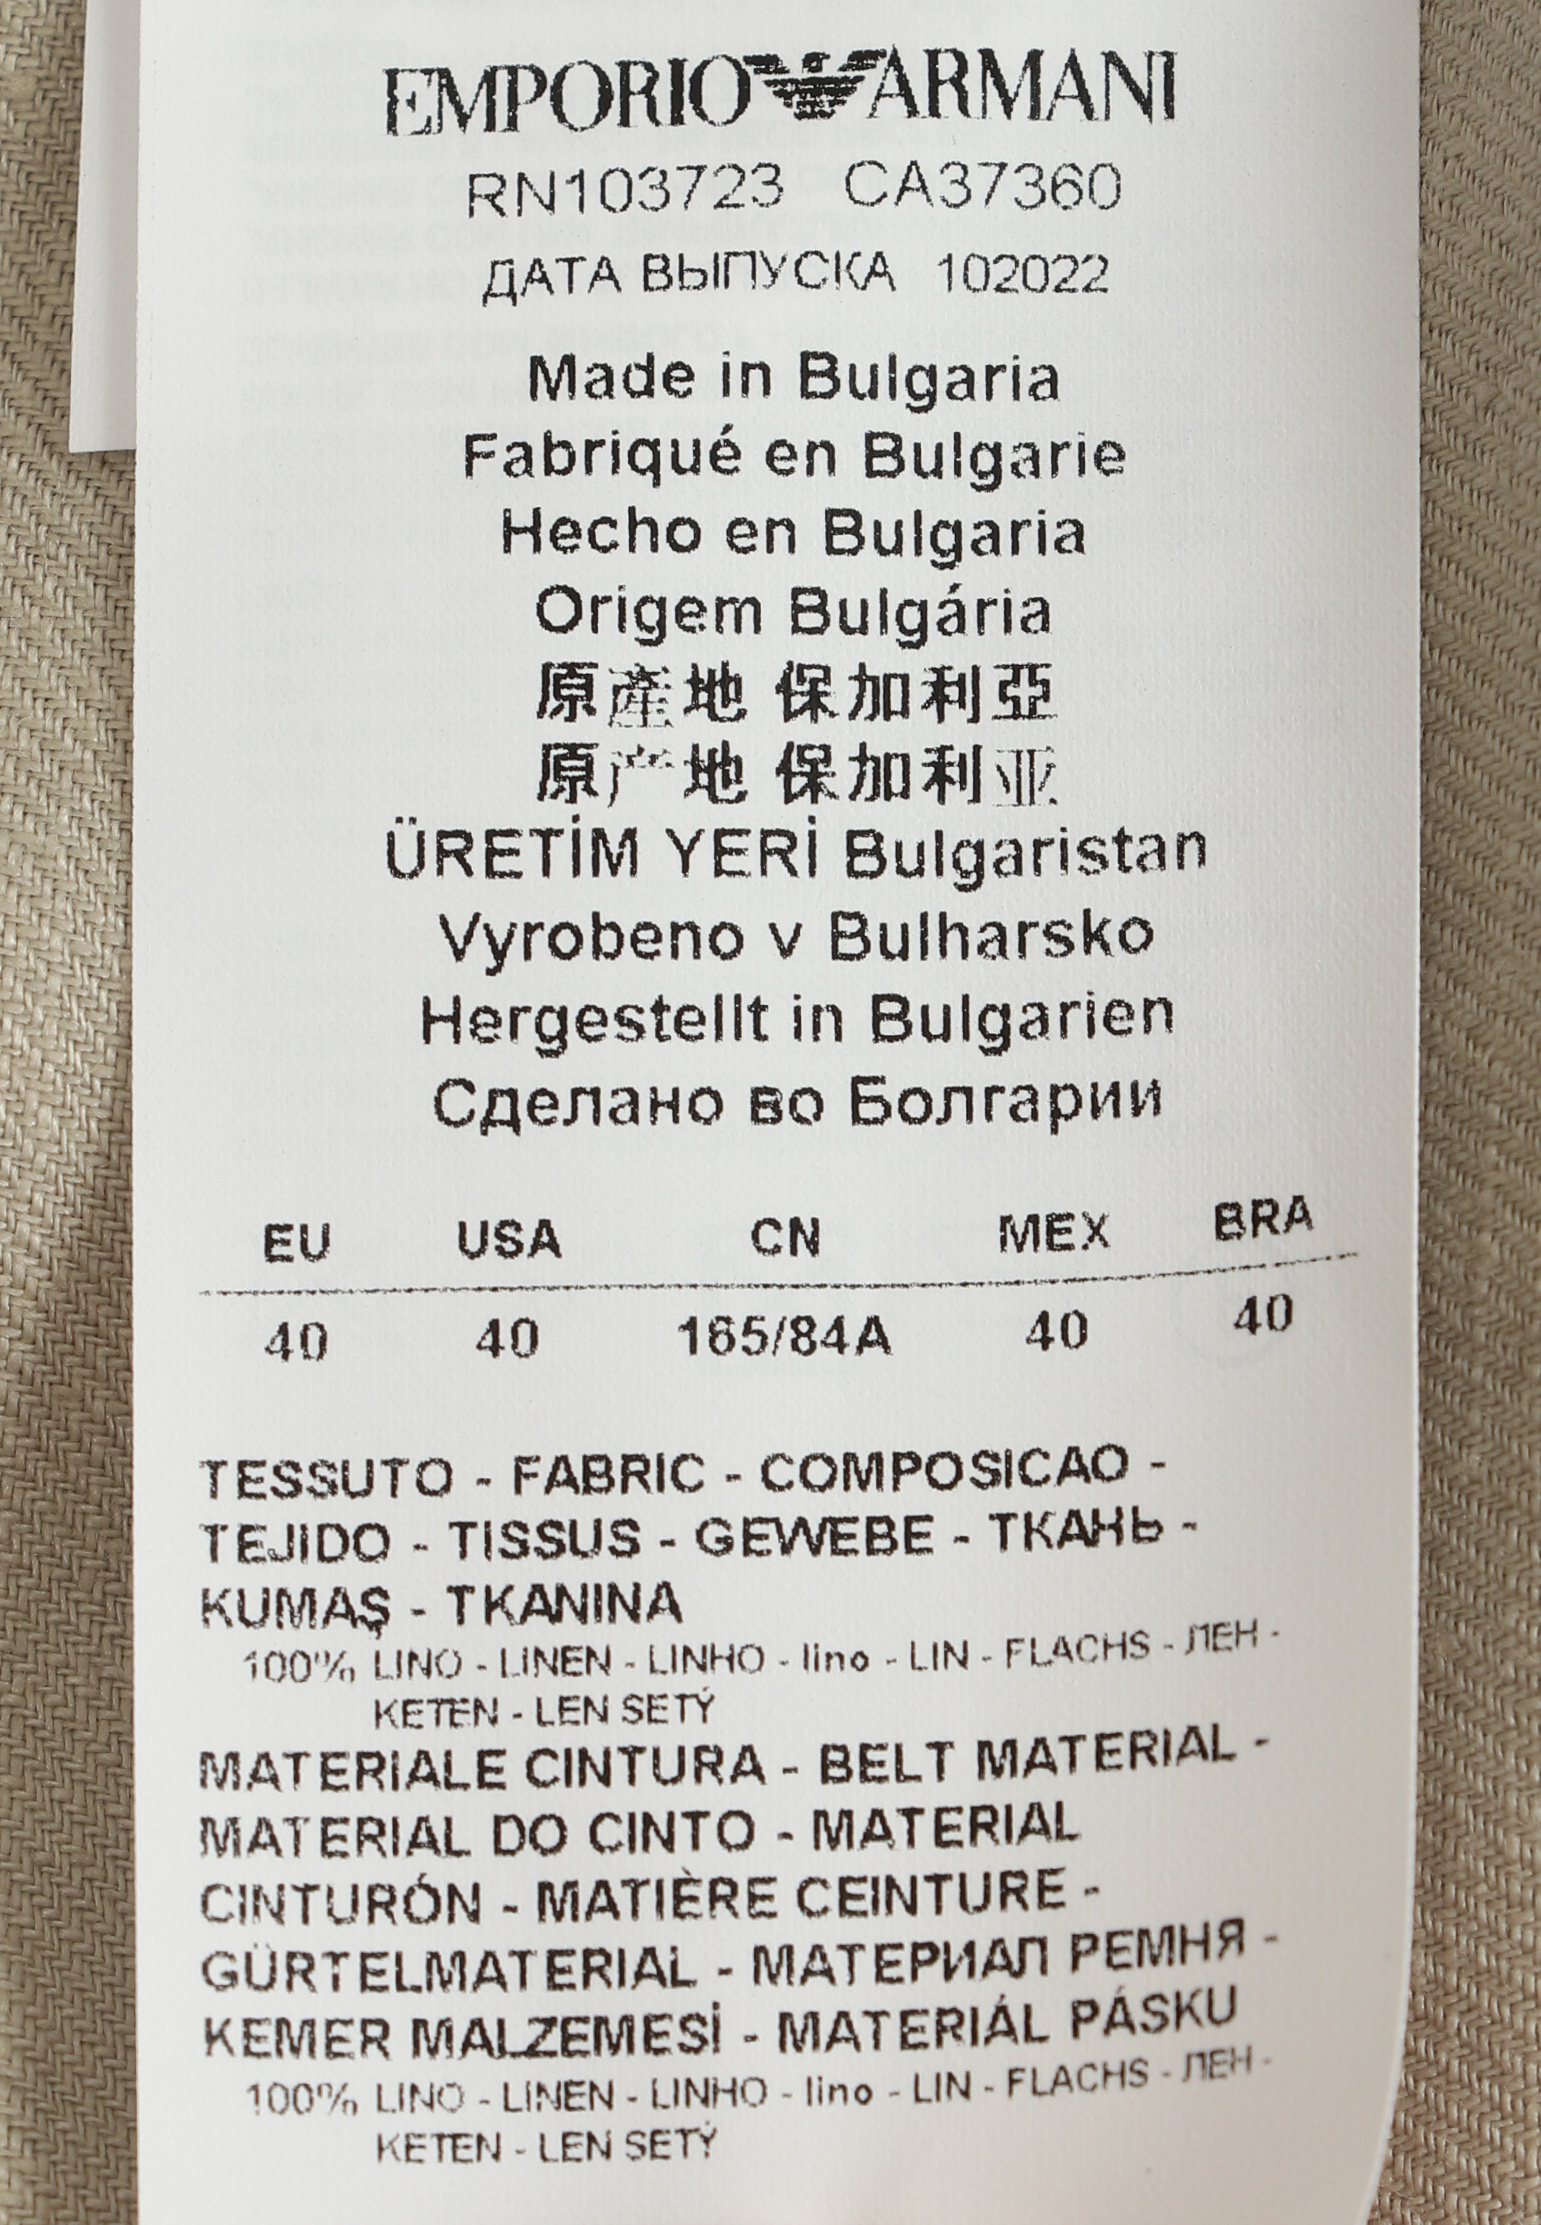 EMPORIO ARMANI
RN103723 CA37360
ДАТА ВЫПУСКА 102022
Made in Bulgaria
Fabriqué en Bulgarie
Hecho en Bulgaria
Origem Bulgária
原產地 保加利亞
原产地 保加利亚
ÜRETİM YERİ Bulgaristan
Vyrobeno v Bulharsko
Hergestellt in Bulgarien
Сделано во Болгарии
EU USA CN MEX BRA
40 40 165/84A 40 40
TESSUTO - FABRIC - COMPOSICAO -
TEJIDO - TISSUS - GEWEBE - ТКАНЬ -
KUMAŞ - TKANINA
100% LINO - LINEN - LINHO - lino - LIN - FLACHS - ЛЕН -
KETEN - LEN SETÝ
MATERIALE CINTURA - BELT MATERIAL -
MATERIAL DO CINTO - MATERIAL
CINTURÓN - MATIÈRE CEINTURE -
GÜRTELMATERIAL - МАТЕРИАЛ РЕМНЯ -
KEMER MALZEMESİ - MATERIÁL PÁSKU
100% LINO - LINEN - LINHO - lino - LIN - FLACHS - ЛЕН -
KETEN - LEN SETÝ